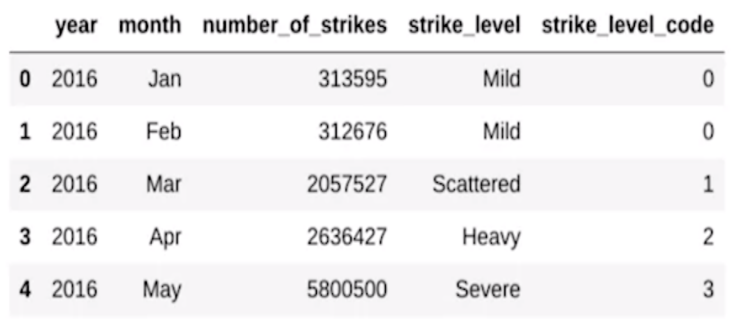 year month number_of_strikes strike_level strike_level_code
0 2016 Jan 313595 Mild 0
1 2016 Feb 312676 Mild 0
2 2016 Mar 2057527 Scattered 1
3 2016 Apr 2636427 Heavy 2
4 2016 May 5800500 Severe 3